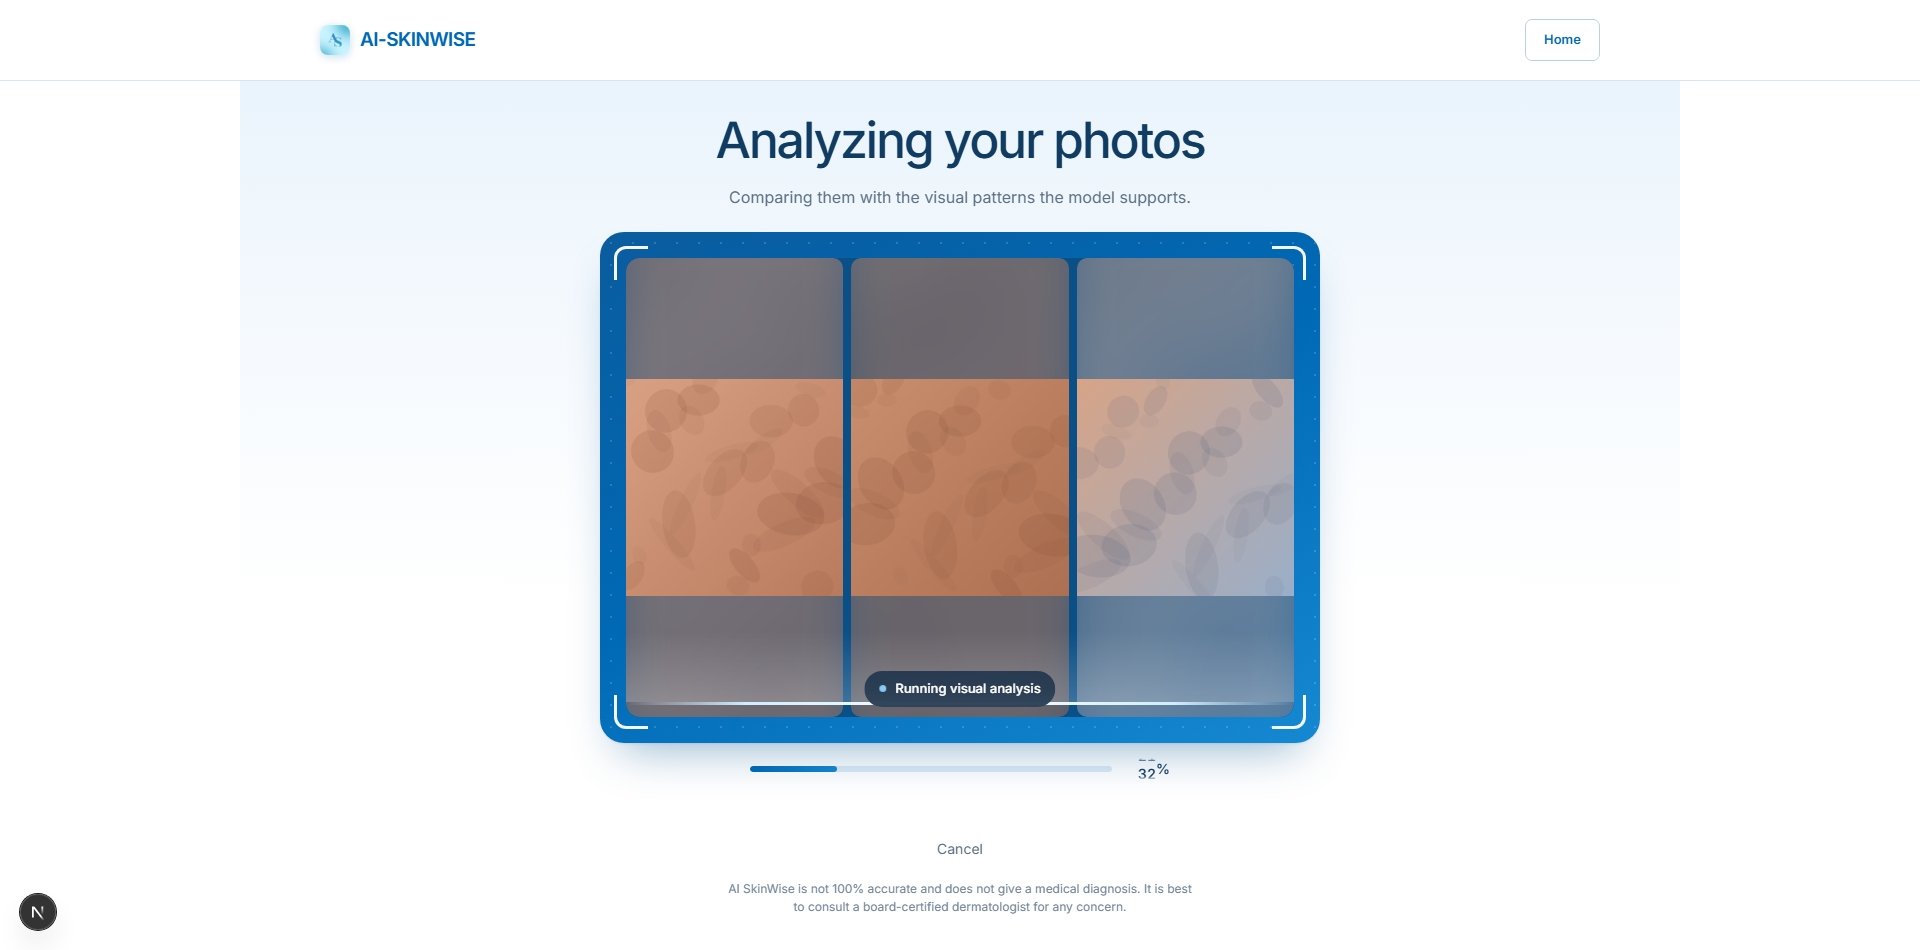 AI-SKINWISE
Home
Analyzing your photos
Comparing them with the visual patterns the model supports.
Running visual analysis
32%
Cancel
AI SkinWise is not 100% accurate and does not give a medical diagnosis. It is best
to consult a board-certified dermatologist for any concern.